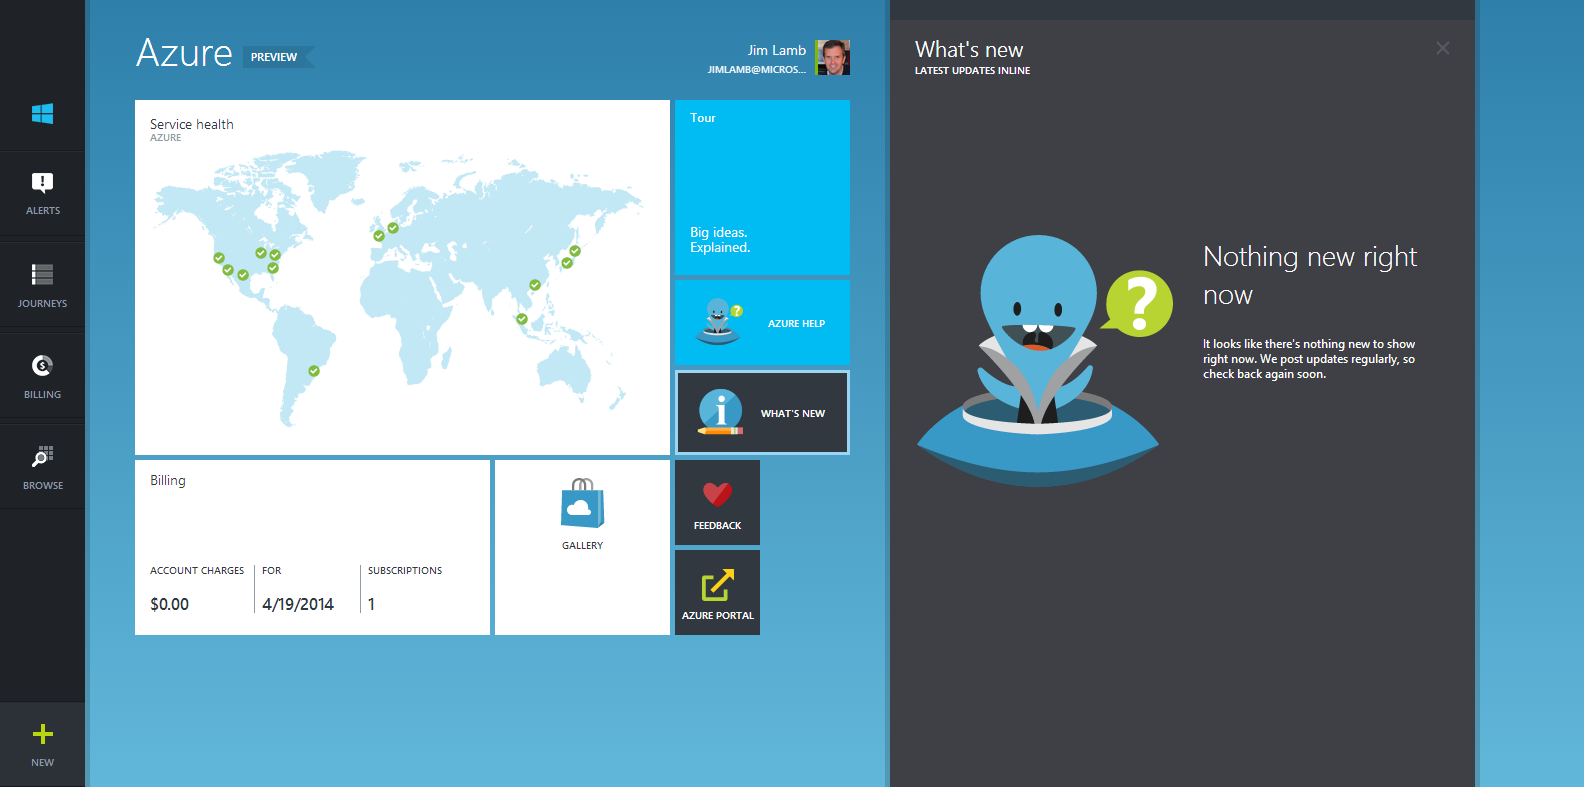 Azure
PREVIEW
Jim Lamb
JIMLAMB@MICROS...
ALERTS
JOURNEYS
BILLING
BROWSE
NEW
Service health
AZURE
Tour
Big ideas.
Explained.
?
AZURE HELP
i
WHAT'S NEW
Billing
ACCOUNT CHARGES
$0.00
FOR
4/19/2014
SUBSCRIPTIONS
1
GALLERY
FEEDBACK
AZURE PORTAL
What's new
LATEST UPDATES INLINE
?
Nothing new right
now
It looks like there's nothing new to show
right now. We post updates regularly, so
check back again soon.